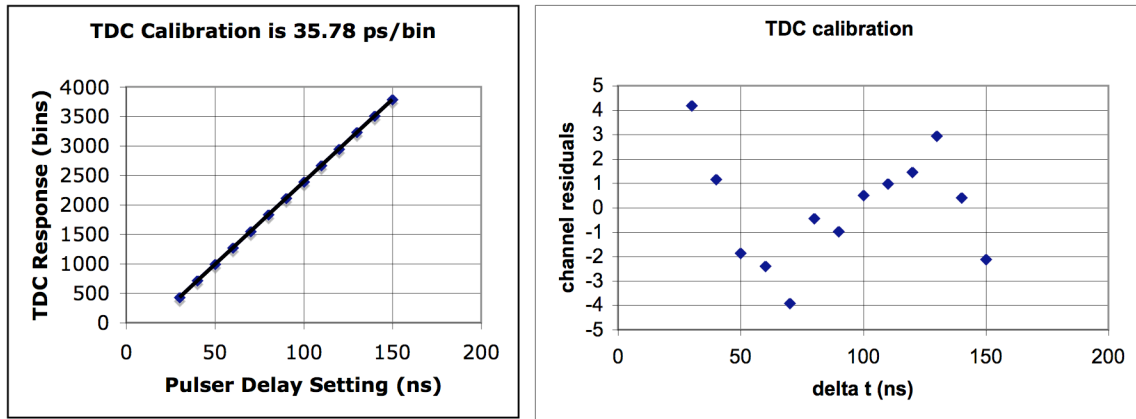 TDC Calibration is 35.78 ps/bin
TDC Response (bins)
4000
3500
3000
2500
2000
1500
1000
500
0
0 50 100 150 200
Pulser Delay Setting (ns)
TDC calibration
channel residuals
5
4
3
2
1
0
-1
-2
-3
-4
-5
0 50 100 150 200
delta t (ns)